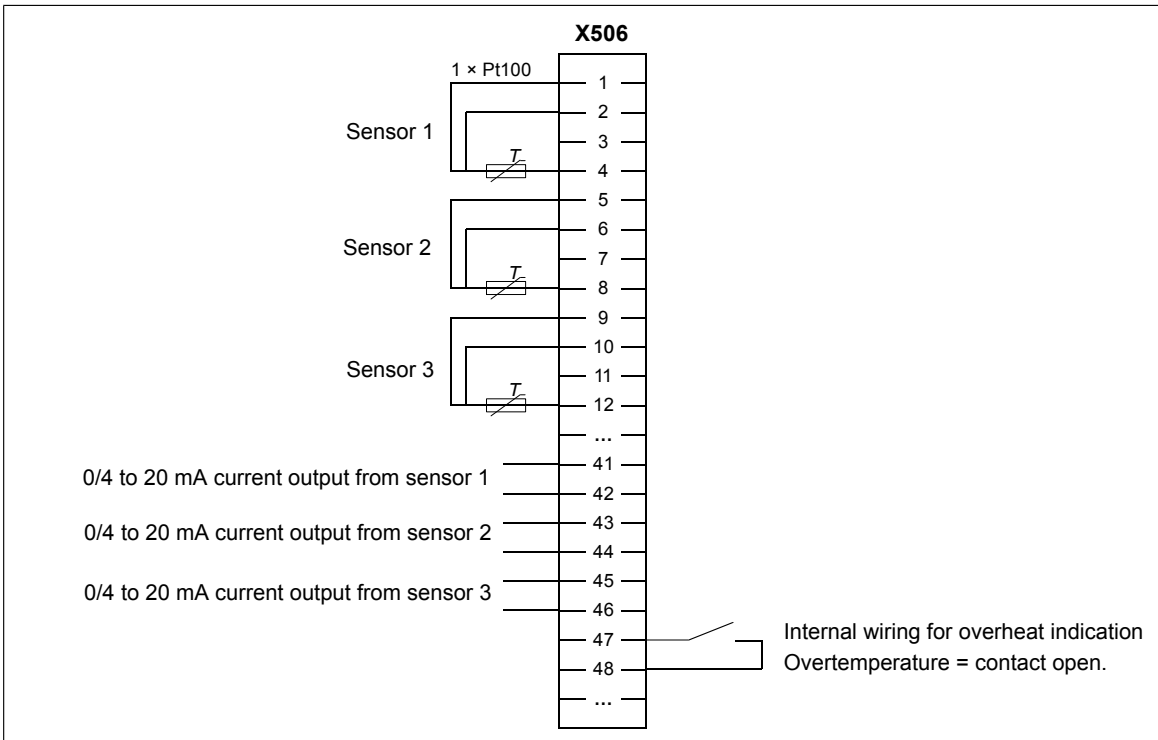 X506
1 × Pt100
1
2
Sensor 1
3
T
4
5
6
Sensor 2
7
T
8
9
10
Sensor 3
11
T
12
...
41
0/4 to 20 mA current output from sensor 1
42
43
0/4 to 20 mA current output from sensor 2
44
45
0/4 to 20 mA current output from sensor 3
46
47
Internal wiring for overheat indication
48
Overtemperature = contact open.
...